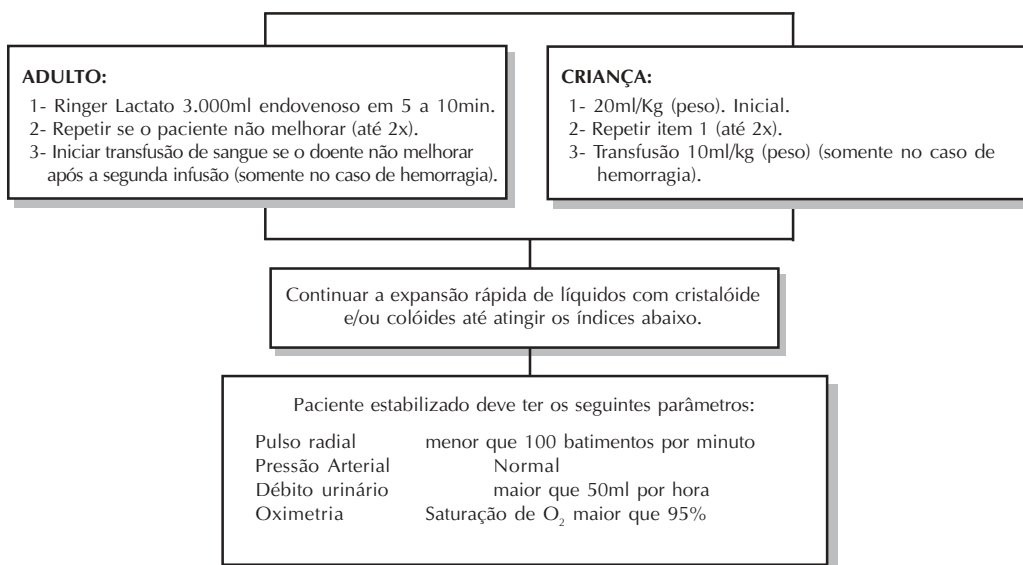 ADULTO:
1- Ringer Lactato 3.000ml endovenoso em 5 a 10min.
2- Repetir se o paciente não melhorar (até 2x).
3- Iniciar transfusão de sangue se o doente não melhorar
após a segunda infusão (somente no caso de hemorragia).
CRIANÇA:
1- 20ml/Kg (peso). Inicial.
2- Repetir item 1 (até 2x).
3- Transfusão 10ml/kg (peso) (somente no caso de
hemorragia).
Continuar a expansão rápida de líquidos com cristalóide
e/ou colóides até atingir os índices abaixo.
Paciente estabilizado deve ter os seguintes parâmetros:
Pulso radial menor que 100 batimentos por minuto
Pressão Arterial Normal
Débito urinário maior que 50ml por hora
Oximetria Saturação de O₂ maior que 95%